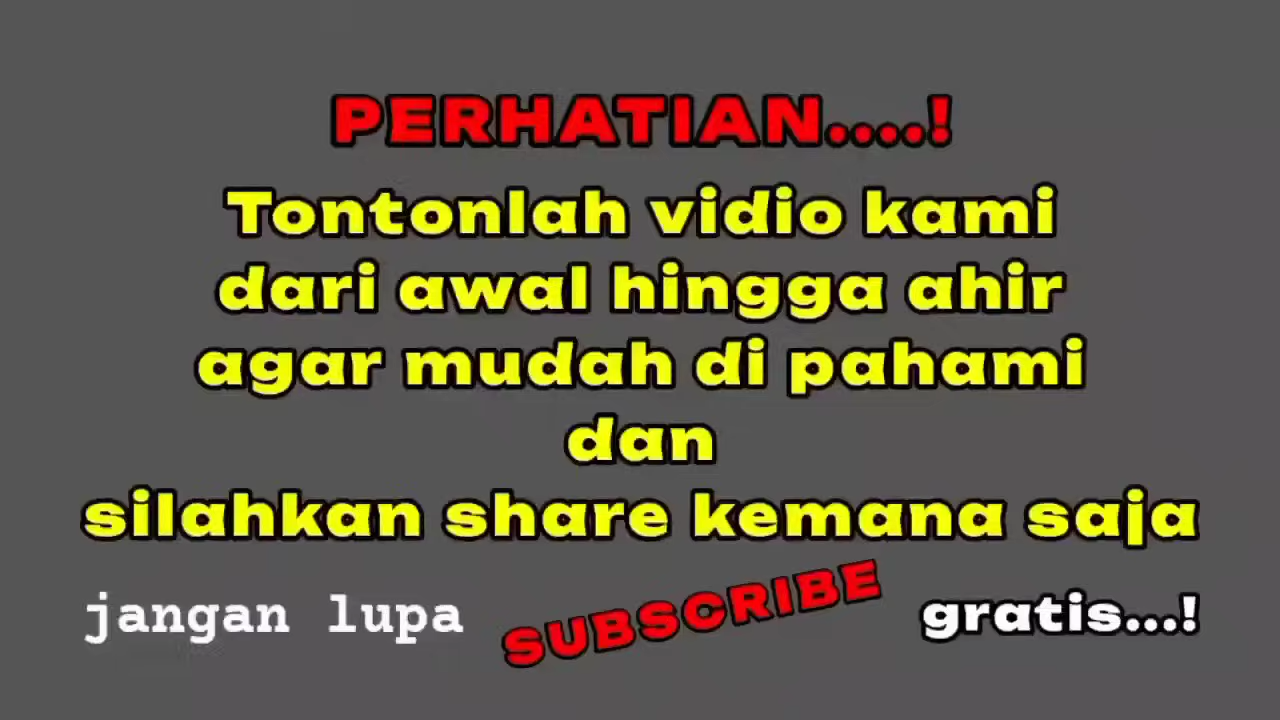 PERHATIAN....!
Tontonlah vidio kami
dari awal hingga ahir
agar mudah di pahami
dan
silahkan share kemana saja
jangan lupa SUBSCRIBE gratis...!